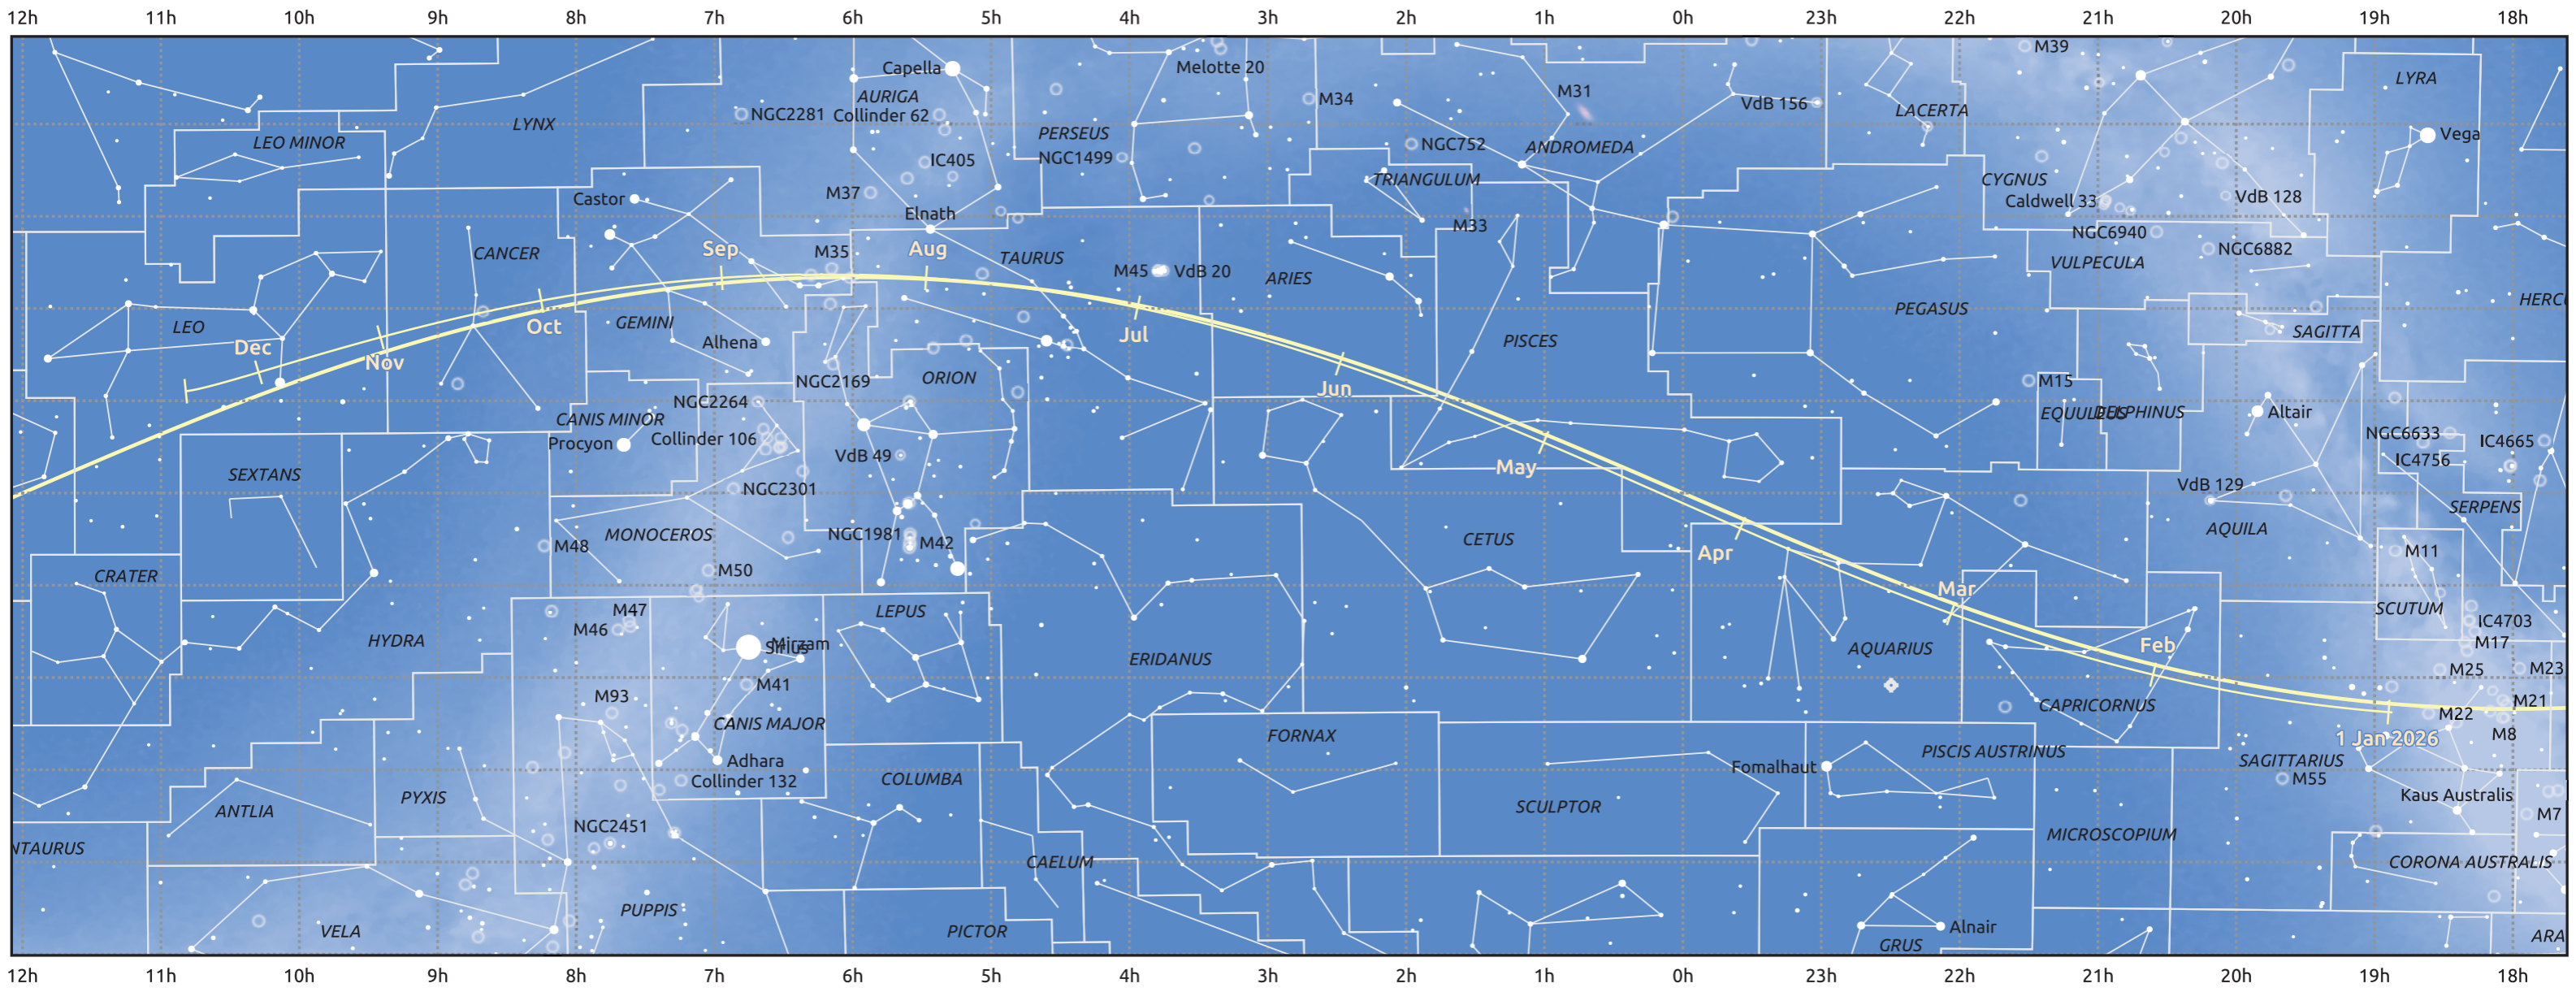 12h 11h 10h 9h 8h 7h 6h 5h 4h 3h 2h 1h 0h 23h 22h 21h 20h 19h 18h
M39
Capella
Melotte 20
LYRA
AURIGA
M31
M34
VdB 156
LACERTA
NGC2281
Collinder 62
LYNX
PERSEUS
Vega
LEO MINOR
NGC752
ANDROMEDA
IC405
NGC1499
TRIANGULUM
CYGNUS
M37
Castor
VdB 128
Caldwell 33
Elnath
M33
NGC6940
Sep
Aug
M35
NGC6882
CANCER
TAURUS
VULPECULA
M45
VdB 20
ARIES
HERCU
PEGASUS
LEO
Oct
GEMINI
Jul
SAGITTA
Dec
Alhena
PISCES
Nov
ORION
NGC2169
M15
Jun
NGC2264
EQUULEUS
DELPHINUS
Altair
CANIS MINOR
Procyon
Collinder 106
NGC6633
IC4665
VdB 49
IC4756
May
SEXTANS
NGC2301
VdB 129
SERPENS
MONOCEROS
NGC1981
M42
CETUS
AQUILA
M48
Apr
M11
CRATER
M50
Mar
M47
LEPUS
SCUTUM
M46
IC4703
HYDRA
Mirzam
Sirius
M17
Feb
AQUARIUS
ERIDANUS
M25
M23
M41
M93
CAPRICORNUS
M21
M22
CANIS MAJOR
FORNAX
M8
1 Jan 2026
PISCIS AUSTRINUS
Adhara
SAGITTARIUS
Fomalhaut
Collinder 132
COLUMBA
M55
PYXIS
Kaus Australis
ANTLIA
SCULPTOR
M7
NGC2451
MICROSCOPIUM
NTAURUS
CAELUM
CORONA AUSTRALIS
PUPPIS
VELA
PICTOR
Alnair
ARA
GRUS
12h 11h 10h 9h 8h 7h 6h 5h 4h 3h 2h 1h 0h 23h 22h 21h 20h 19h 18h